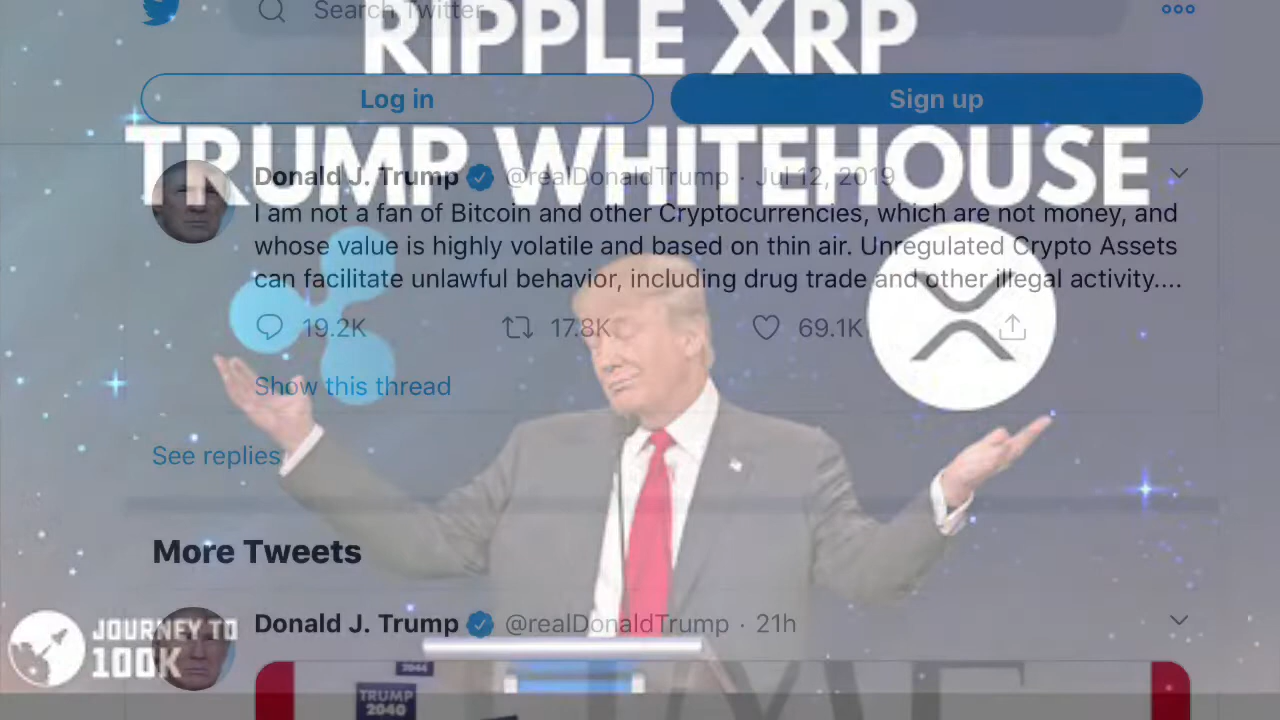 Search Twitter
RIPPLE XRP
Log in
Sign up
TRUMP WHITEHOUSE
Donald J. Trump @realDonaldTrump · Jul 12, 2019
I am not a fan of Bitcoin and other Cryptocurrencies, which are not money, and
whose value is highly volatile and based on thin air. Unregulated Crypto Assets
can facilitate unlawful behavior, including drug trade and other illegal activity....
19.2K 17.8K 69.1K
Show this thread
See replies
More Tweets
Donald J. Trump @realDonaldTrump · 21h
JOURNEY TO
100K
2044
TRUMP
2040